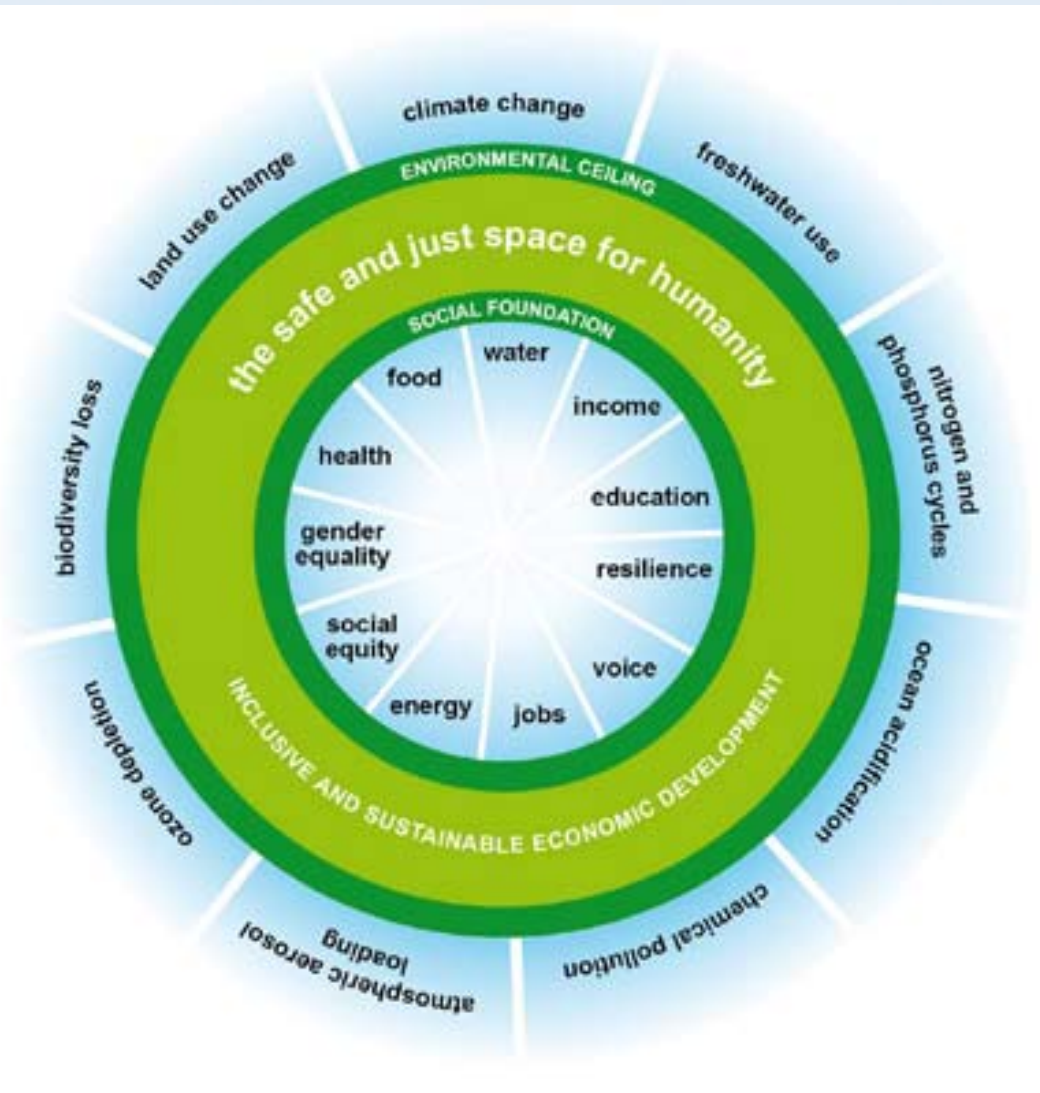 climate change
freshwater use
nitrogen and
phosphorus cycles
ocean acidification
chemical pollution
atmospheric aerosol
loading
ozone depletion
biodiversity loss
land use change
ENVIRONMENTAL CEILING
the safe and just space for humanity
SOCIAL FOUNDATION
water
income
education
resilience
voice
jobs
energy
social
equity
gender
equality
health
food
INCLUSIVE AND SUSTAINABLE ECONOMIC DEVELOPMENT